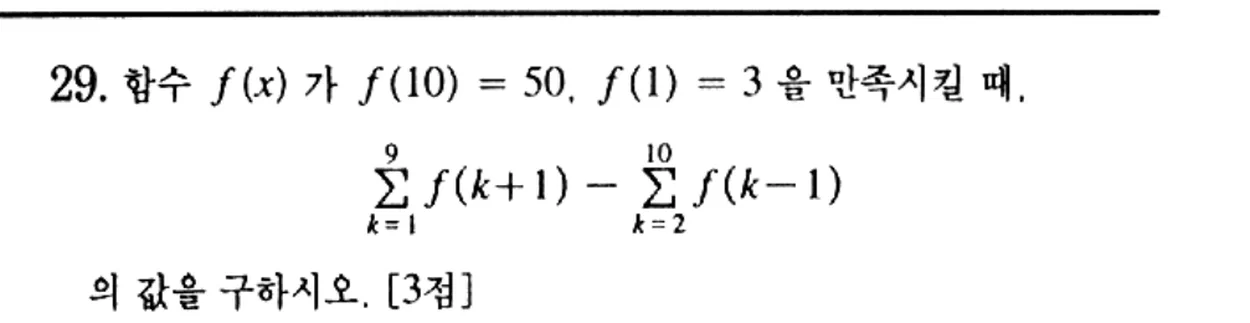 29. 함수 f(x) 가 f(10) = 50, f(1) = 3 을 만족시킬 때,
9 10
∑ f(k+1) − ∑ f(k−1)
k=1 k=2
의 값을 구하시오. [3점]